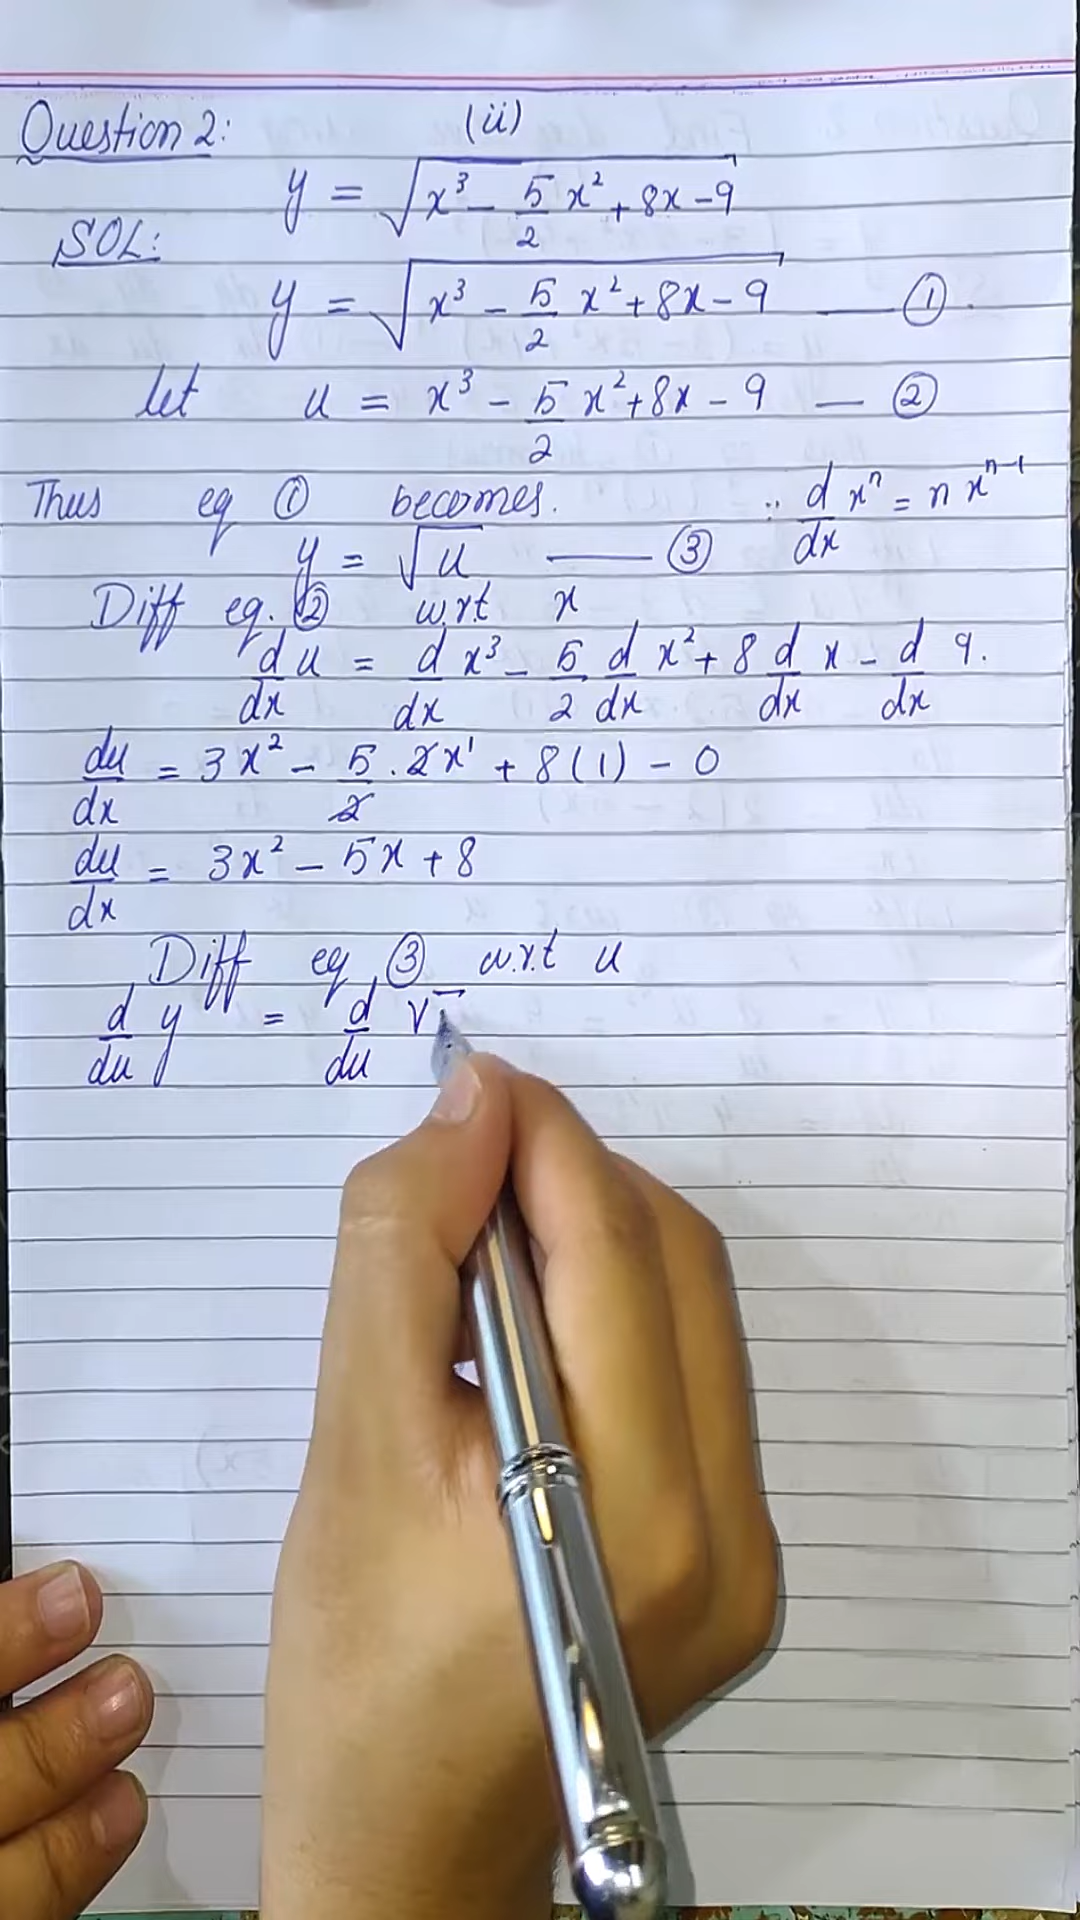 Question 2: (ii)
y = √(x³ - 5/2 x² + 8x - 9)
SOL:
y = √(x³ - 5/2 x² + 8x - 9) —— ①.
let u = x³ - 5/2 x² + 8x - 9 — ②
Thus eq ① becomes. ∵ d/dx xⁿ = n xⁿ⁻¹
y = √u —— ③
Diff eq. ② w.r.t x
d/dx u = d/dx x³ - 5/2 d/dx x² + 8 d/dx x - d/dx 9.
du/dx = 3x² - 5/2 . 2x¹ + 8(1) - 0
du/dx = 3x² - 5x + 8
Diff eq ③ w.r.t u
d/du y = d/du √